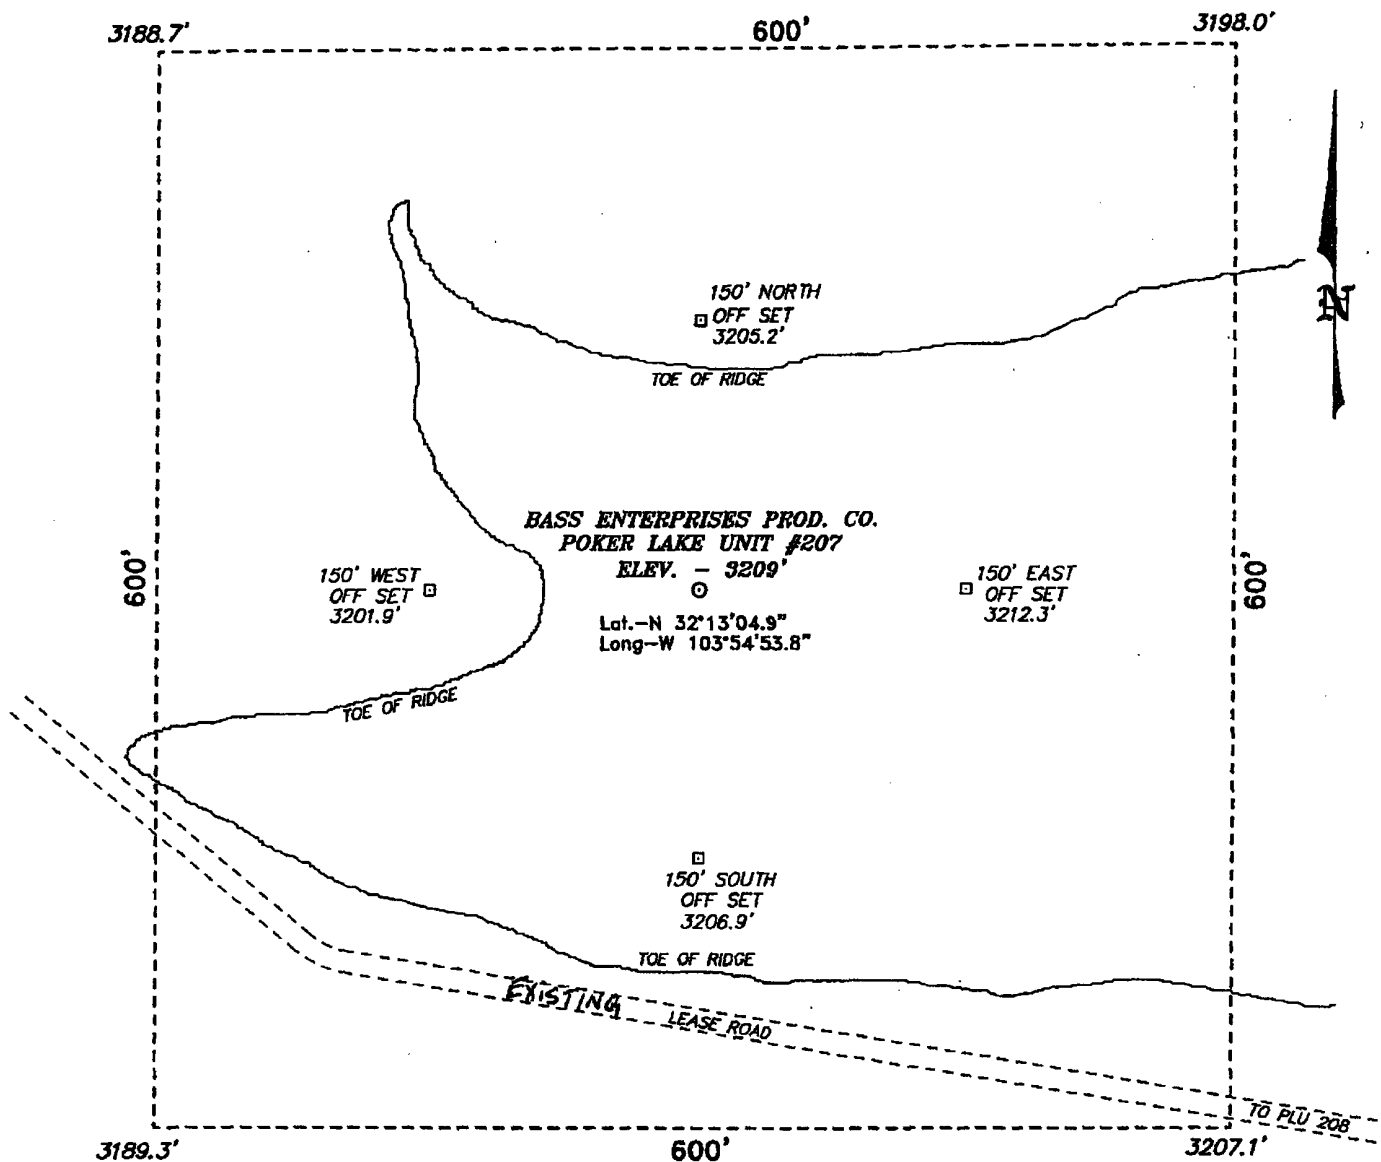 3188.7'
600'
3198.0'
N
150' NORTH
OFF SET
3205.2'
TOE OF RIDGE
BASS ENTERPRISES PROD. CO.
POKER LAKE UNIT #207
ELEV. - 3209'
Lat.-N 32°13'04.9"
Long-W 103°54'53.8"
600'
150' WEST
OFF SET
3201.9'
150' EAST
OFF SET
3212.3'
600'
TOE OF RIDGE
150' SOUTH
OFF SET
3206.9'
TOE OF RIDGE
EXISTING
LEASE ROAD
TO PLU 208
3189.3'
600'
3207.1'